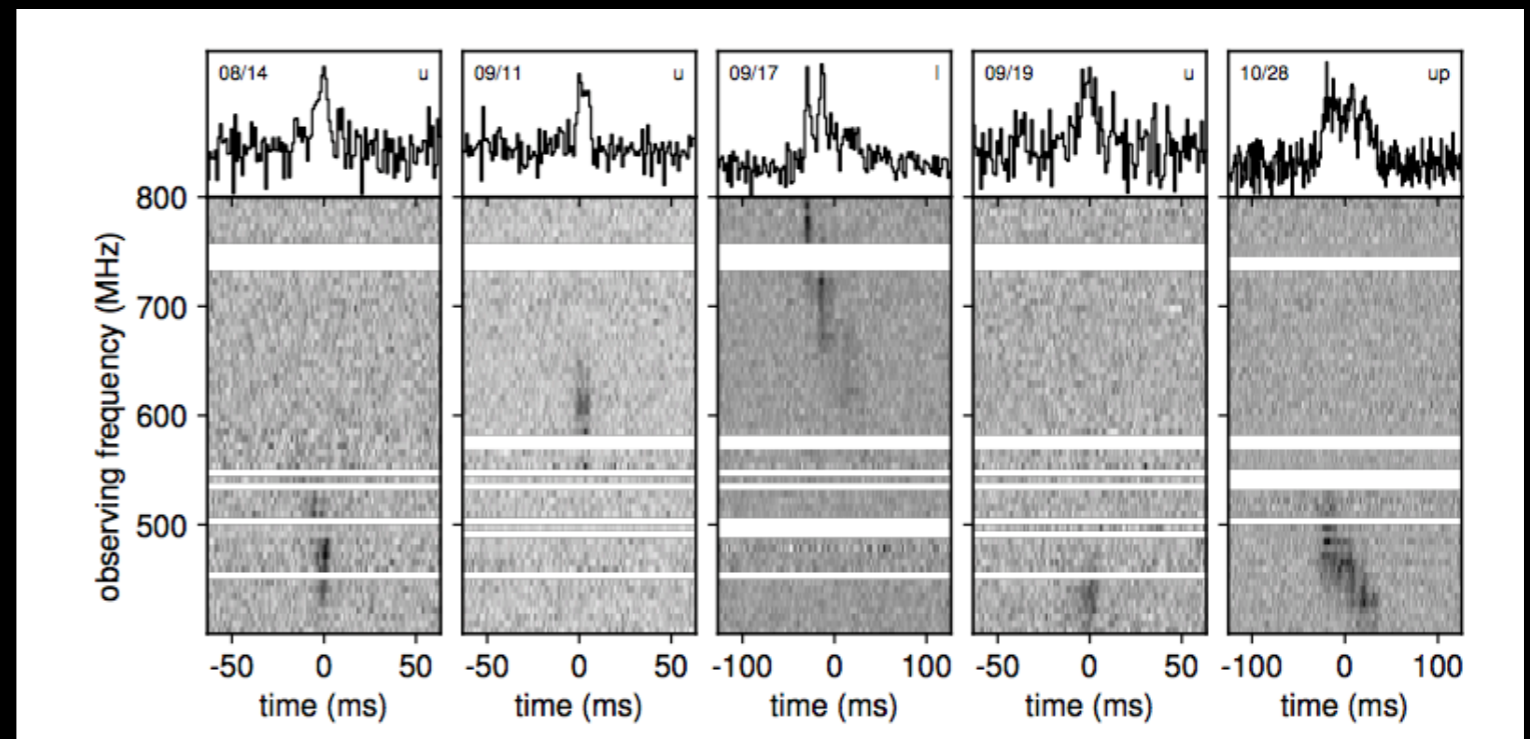 08/14 u 09/11 u 09/17 l 09/19 u 10/28 up
800
700
600
500
observing frequency (MHz)
-50 0 50 -50 0 50 -100 0 100 -50 0 50 -100 0 100
time (ms) time (ms) time (ms) time (ms) time (ms)